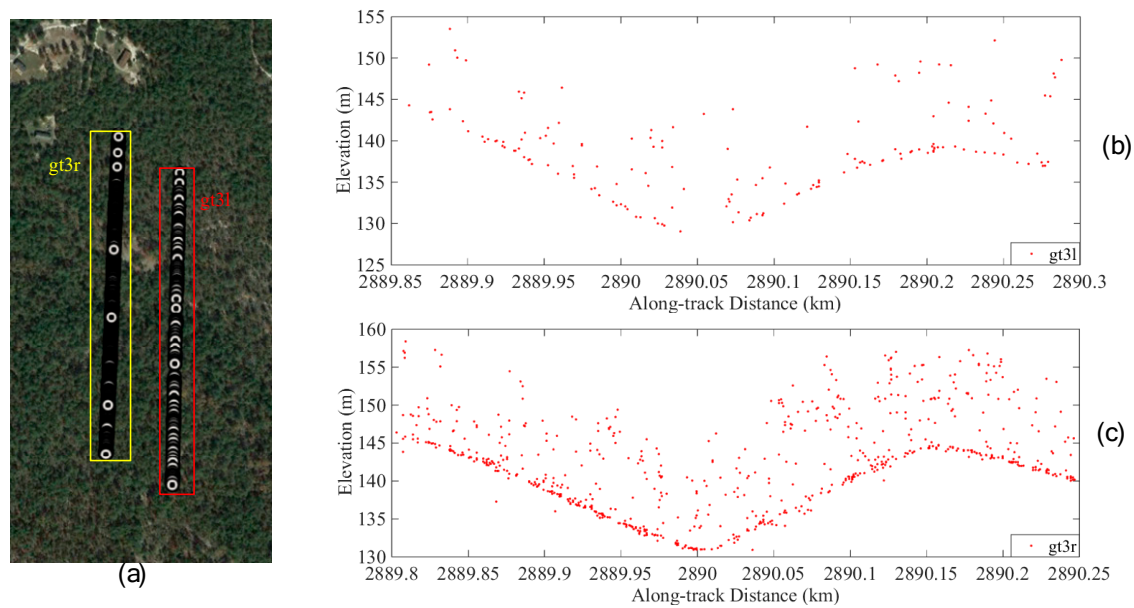 gt3r
gt3l
(a)
155
150
145
140
135
130
125
Elevation (m)
2889.85 2889.9 2889.95 2890 2890.05 2890.1 2890.15 2890.2 2890.25 2890.3
Along-track Distance (km)
gt3l
(b)
160
155
150
145
140
135
130
Elevation (m)
2889.8 2889.85 2889.9 2889.95 2890 2890.05 2890.1 2890.15 2890.2 2890.25
Along-track Distance (km)
gt3r
(c)